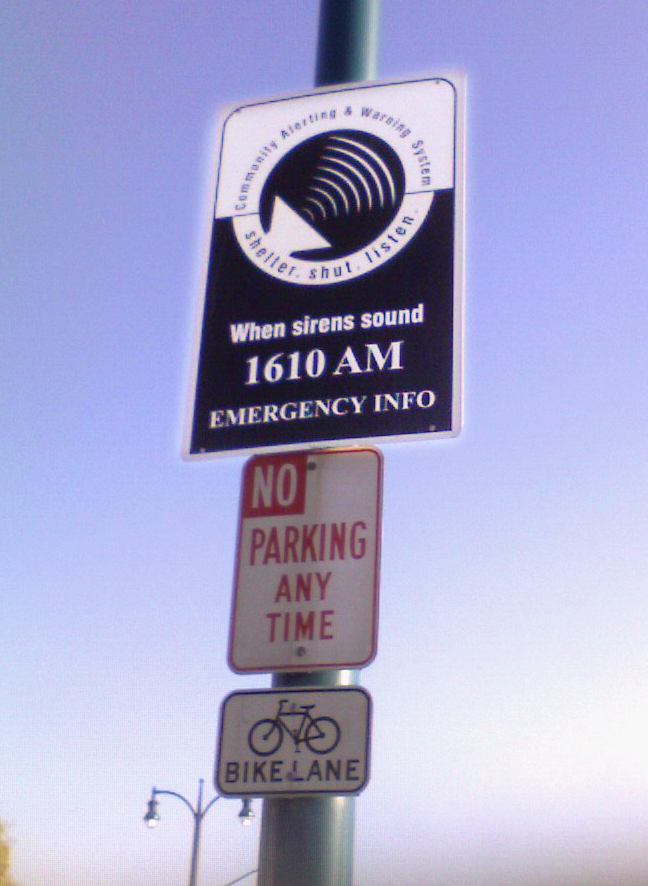 Community Alerting & Warning System
shelter. shut. listen.
When sirens sound
1610 AM
EMERGENCY INFO
NO
PARKING
ANY
TIME
BIKE LANE